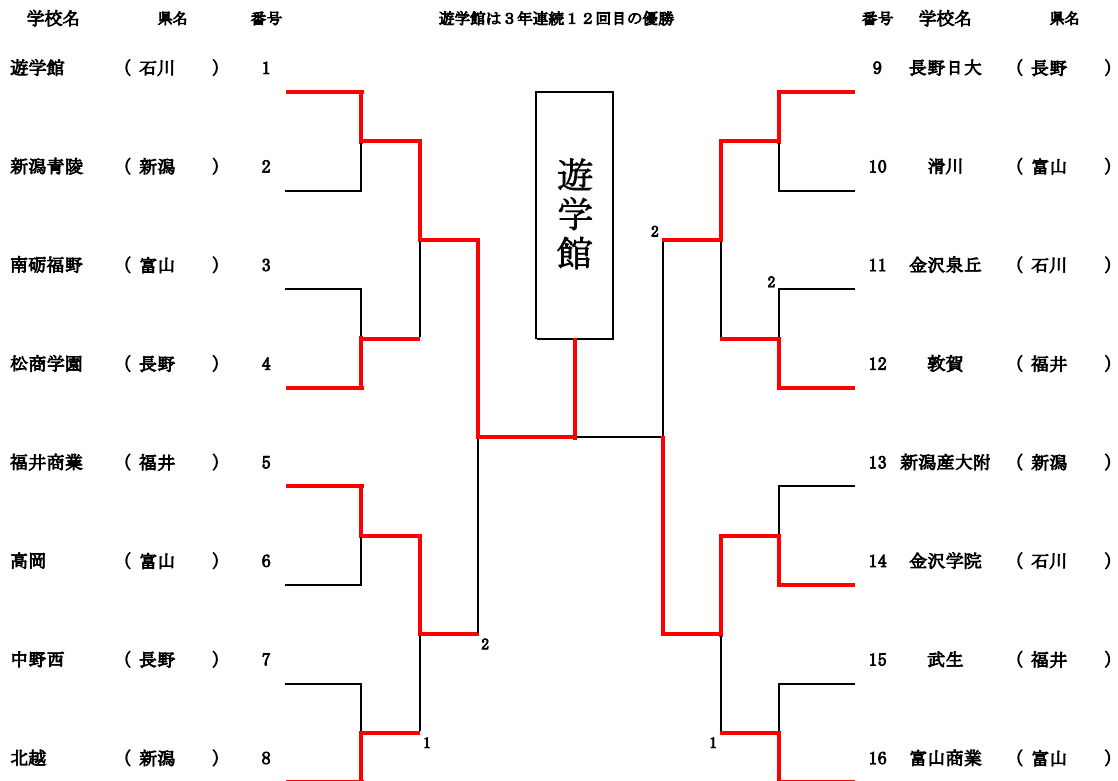 学校名 県名 番号 遊学館は３年連続１２回目の優勝 番号 学校名 県名
遊学館 ( 石川 ) 1 9 長野日大 ( 長野 )
新潟青陵 ( 新潟 ) 2 10 滑川 ( 富山 )
遊学館
2
南砺福野 ( 富山 ) 3 11 金沢泉丘 ( 石川 )
2
松商学園 ( 長野 ) 4 12 敦賀 ( 福井 )
福井商業 ( 福井 ) 5 13 新潟産大附 ( 新潟 )
高岡 ( 富山 ) 6 14 金沢学院 ( 石川 )
2
中野西 ( 長野 ) 7 15 武生 ( 福井 )
1 1
北越 ( 新潟 ) 8 16 富山商業 ( 富山 )